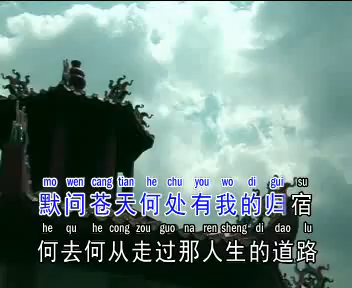 mo wen cang tian he chu you wo di gui su
默问苍天何处有我的归宿
he qu he cong zou guo na ren sheng di dao lu
何去何从走过那人生的道路